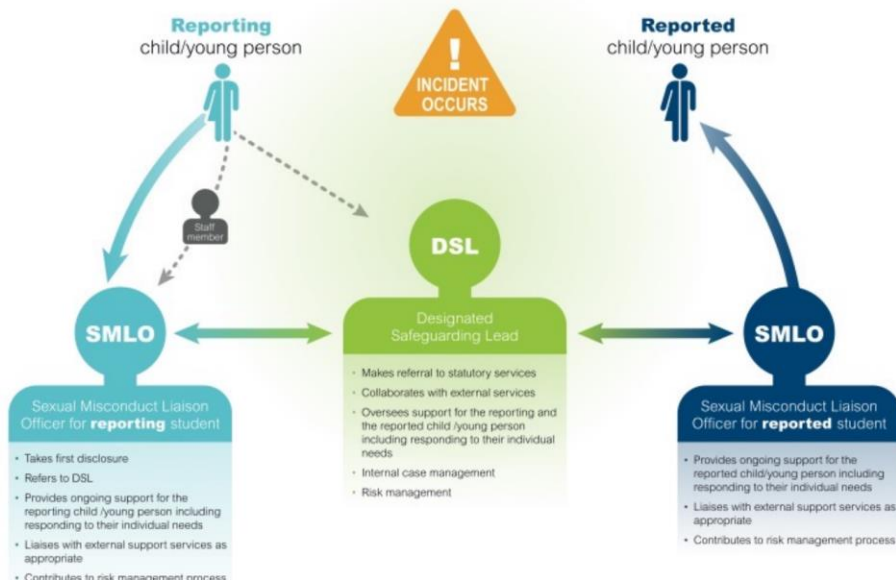 Reporting
child/young person
!
INCIDENT
OCCURS
Reported
child/young person
Staff
member
DSL
SMLO
SMLO
Designated
Safeguarding Lead
• Makes referral to statutory services
• Collaborates with external services
• Oversees support for the reporting and
the reported child /young person
including responding to their individual
needs
• Internal case management
• Risk management
Sexual Misconduct Liaison
Officer for reporting student
• Takes first disclosure
• Refers to DSL
• Provides ongoing support for the
reporting child /young person including
responding to their individual needs
• Liaises with external support services as
appropriate
• Contributes to risk management process
Sexual Misconduct Liaison
Officer for reported student
• Provides ongoing support for the
reported child/young person including
responding to their individual needs
• Liaises with external support services as
appropriate
• Contributes to risk management process